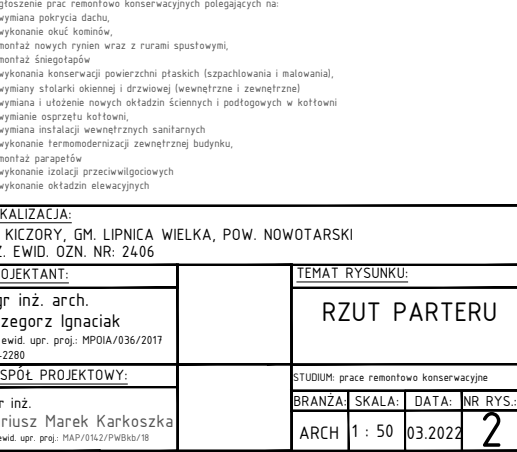 głoszenie prac remontowo konserwacyjnych polegających na:
wymiana pokrycia dachu,
wykonanie okuć kominów,
montaż nowych rynien wraz z rurami spustowymi,
montaż śniegołapów
wykonania konserwacji powierzchni płaskich (szpachlowania i malowania),
wymiany stolarki okiennej i drzwiowej (wewnętrzne i zewnętrzne)
wymiana i ułożenie nowych okładzin ściennych i podłogowych w kotłowni
wymianie osprzętu kotłowni,
wymiana instalacji wewnętrznych sanitarnych
wykonanie termomodernizacji zewnętrznej budynku,
montaż parapetów
wykonanie izolacji przeciwwilgociowych
wykonanie okładzin elewacyjnych
KALIZACJA:
KICZORY, GM. LIPNICA WIELKA, POW. NOWOTARSKI
Z. EWID. OZN. NR: 2406
OJEKTANT:
gr inż. arch.
zegorz Ignaciak
ewid. upr. proj.: MPOIA/036/2017
-2280
SPÓŁ PROJEKTOWY:
r inż.
riusz Marek Karkoszka
ewid. upr. proj.: MAP/0142/PWBKb/18
TEMAT RYSUNKU:
RZUT PARTERU
STUDIUM: prace remontowo konserwacyjne
BRANŻA: SKALA: DATA: NR RYS.:
ARCH 1 : 50 03.2022 2